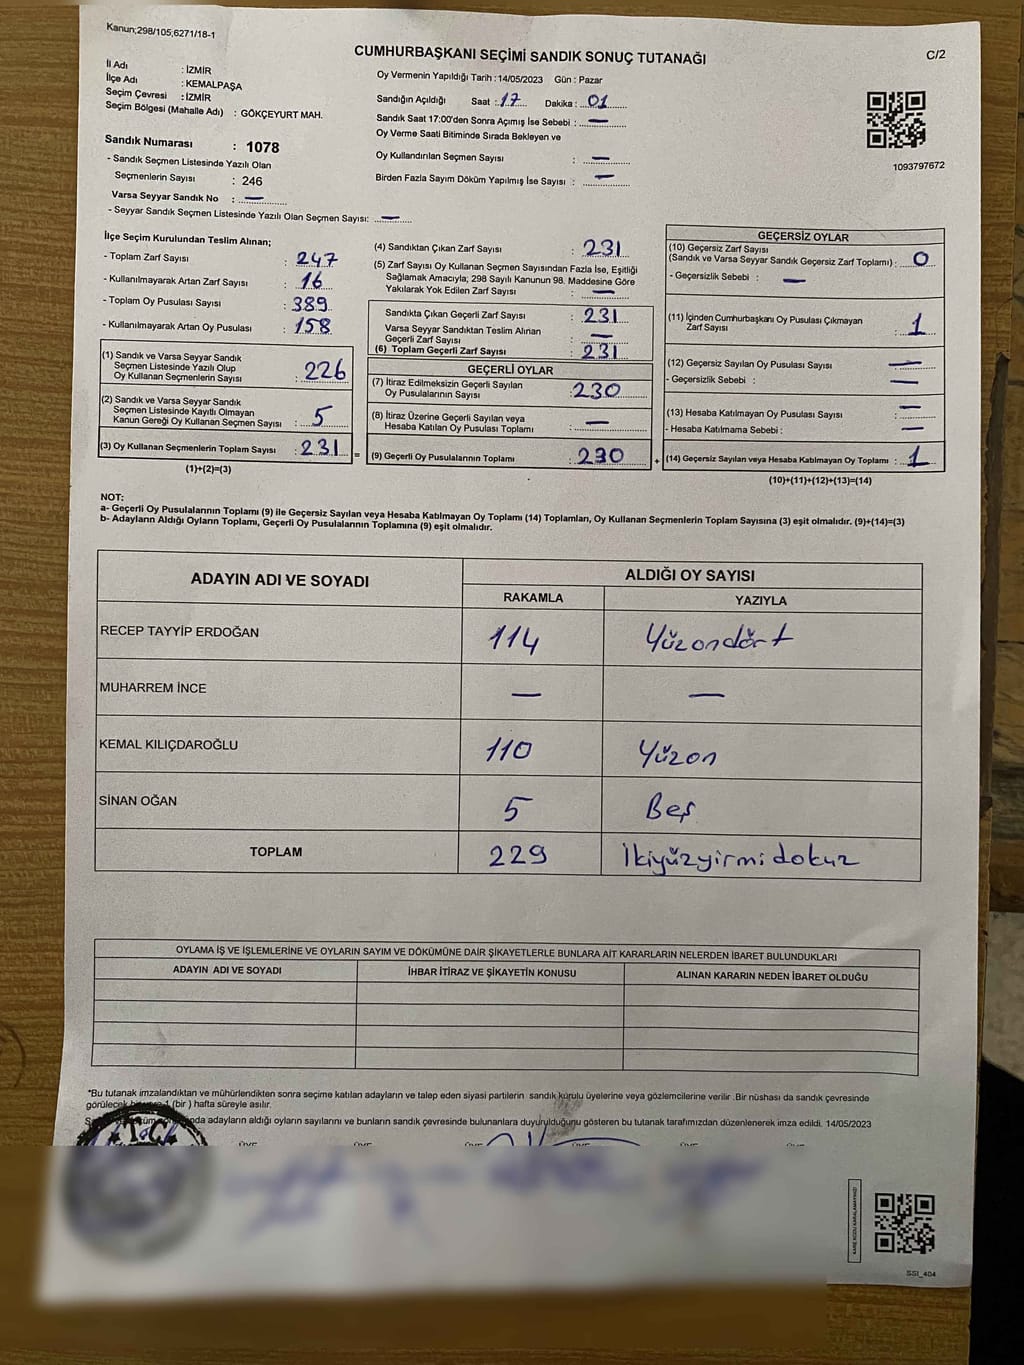 Kanun;298/105,6271/18-1
CUMHURBAŞKANI SEÇİMİ SANDIK SONUÇ TUTANAĞI
C/2
İl Adı : İZMİR
İlçe Adı : KEMALPAŞA
Seçim Çevresi : İZMİR
Seçim Bölgesi (Mahalle Adı) : GÖKÇEYURT MAH.
Sandık Numarası : 1078
- Sandık Seçmen Listesinde Yazılı Olan
Seçmenlerin Sayısı : 246
Varsa Seyyar Sandık No : —
- Seyyar Sandık Seçmen Listesinde Yazılı Olan Seçmen Sayısı: —
Oy Vermenin Yapıldığı Tarih : 14/05/2023 Gün : Pazar
Sandığın Açıldığı Saat : 17 Dakika : 01
Sandık Saat 17:00'den Sonra Açımış İse Sebebi : —
Oy Verme Saati Bitiminde Sırada Bekleyen ve
Oy Kullandırılan Seçmen Sayısı : —
Birden Fazla Sayım Döküm Yapılmış İse Sayısı : —
1093797672
İlçe Seçim Kurulundan Teslim Alınan;
- Toplam Zarf Sayısı : 247
- Kullanılmayarak Artan Zarf Sayısı : 16
- Toplam Oy Pusulası Sayısı : 389
- Kullanılmayarak Artan Oy Pusulası : 158
(1) Sandık ve Varsa Seyyar Sandık
Seçmen Listesinde Yazılı Olup
Oy Kullanan Seçmenlerin Sayısı : 226
(2) Sandık ve Varsa Seyyar Sandık
Seçmen Listesinde Kayıtlı Olmayan
Kanun Gereği Oy Kullanan Seçmen Sayısı : 5
(3) Oy Kullanan Seçmenlerin Toplam Sayısı : 231
(1)+(2)=(3)
(4) Sandıktan Çıkan Zarf Sayısı : 231
(5) Zarf Sayısı Oy Kullanan Seçmen Sayısından Fazla İse, Eşitliği
Sağlamak Amacıyla; 298 Sayılı Kanunun 98. Maddesine Göre
Yakılarak Yok Edilen Zarf Sayısı : —
Sandıkta Çıkan Geçerli Zarf Sayısı : 231
Varsa Seyyar Sandıktan Teslim Alınan
Geçerli Zarf Sayısı : —
(6) Toplam Geçerli Zarf Sayısı : 231
GEÇERLİ OYLAR
(7) İtiraz Edilmeksizin Geçerli Sayılan
Oy Pusulalarının Sayısı : 230
(8) İtiraz Üzerine Geçerli Sayılan veya
Hesaba Katılan Oy Pusulası Toplamı : —
= (9) Geçerli Oy Pusulalarının Toplamı : 230 +
GEÇERSİZ OYLAR
(10) Geçersiz Zarf Sayısı
(Sandık ve Varsa Seyyar Sandık Geçersiz Zarf Toplamı) : 0
- Geçersizlik Sebebi : —
(11) İçinden Cumhurbaşkanı Oy Pusulası Çıkmayan
Zarf Sayısı : 1
(12) Geçersiz Sayılan Oy Pusulası Sayısı : —
- Geçersizlik Sebebi : —
(13) Hesaba Katılmayan Oy Pusulası Sayısı : —
- Hesaba Katılmama Sebebi : —
(14) Geçersiz Sayılan veya Hesaba Katılmayan Oy Toplamı : 1
(10)+(11)+(12)+(13)=(14)
NOT:
a- Geçerli Oy Pusulalarının Toplamı (9) ile Geçersiz Sayılan veya Hesaba Katılmayan Oy Toplamı (14) Toplamları, Oy Kullanan Seçmenlerin Toplam Sayısına (3) eşit olmalıdır. (9)+(14)=(3)
b- Adayların Aldığı Oyların Toplamı, Geçerli Oy Pusulalarının Toplamına (9) eşit olmalıdır.
ADAYIN ADI VE SOYADI ALDIĞI OY SAYISI
RAKAMLA YAZIYLA
RECEP TAYYİP ERDOĞAN 114 Yüzondört
MUHARREM İNCE — —
KEMAL KILIÇDAROĞLU 110 Yüzon
SİNAN OĞAN 5 Beş
TOPLAM 229 İkiyüzyirmidokuz
OYLAMA İŞ VE İŞLEMLERİNE VE OYLARIN SAYIM VE DÖKÜMÜNE DAİR ŞİKAYETLERLE BUNLARA AİT KARARLARIN NELERDEN İBARET BULUNDUKLARI
ADAYIN ADI VE SOYADI İHBAR İTİRAZ VE ŞİKAYETİN KONUSU ALINAN KARARIN NEDEN İBARET OLDUĞU
*Bu tutanak imzalandıktan ve mühürlendikten sonra seçime katılan adayların ve talep eden siyasi partilerin sandık kurulu üyelerine veya gözlemcilerine verilir .Bir nüshası da sandık çevresinde
görülecek 1 (bir ) hafta süreyle asılır.
adayların aldığı oyların sayılarını ve bunların sandık çevresinde bulunanlara duyurulduğunu gösteren bu tutanak tarafımızdan düzenlenerek imza edildi. 14/05/2023
T.C.
KARE KODU KARALAMAYINIZ!
SSI_404